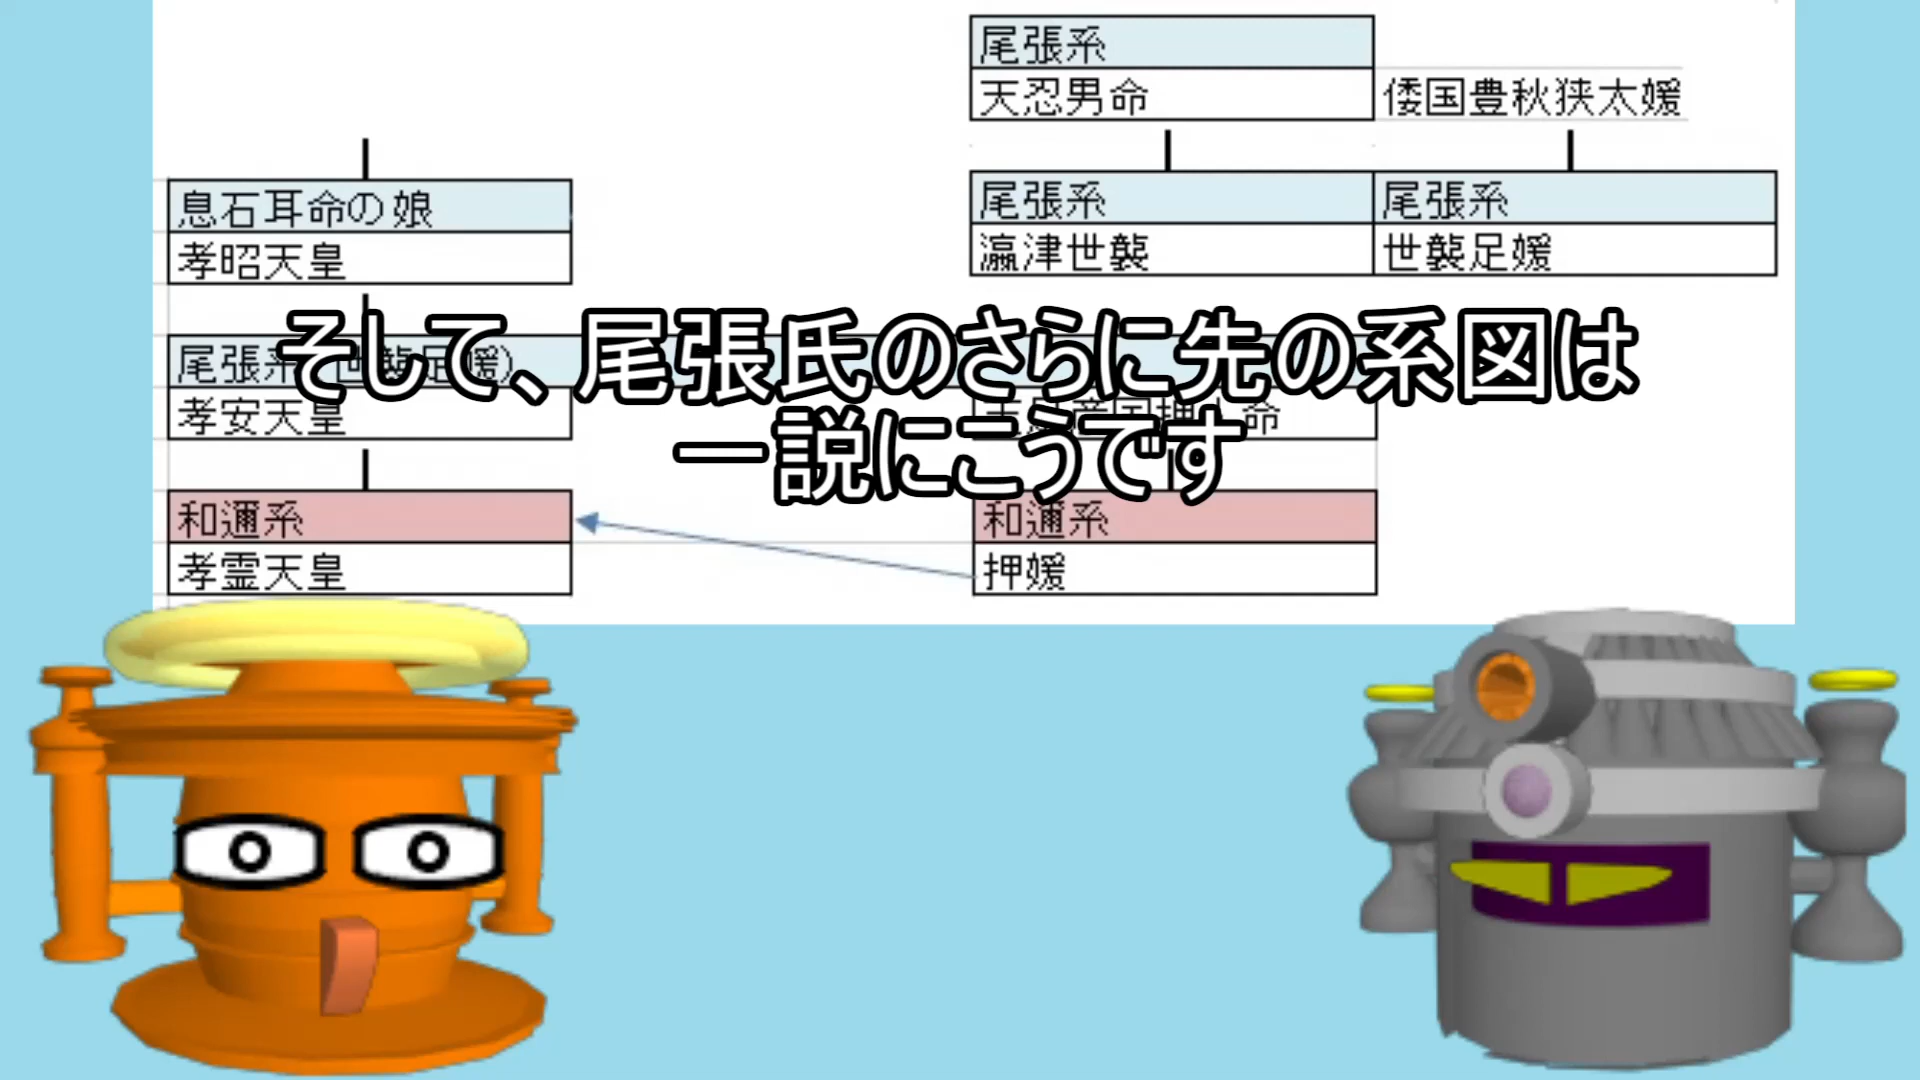 尾張系
天忍男命
倭国豊秋狭太媛
尾張系
瀛津世襲
尾張系
世襲足媛
息石耳命の娘
孝昭天皇
そして、尾張氏のさらに先の系図は
一説にこうです
尾張系(世襲足媛)
孝安天皇
和邇系
孝霊天皇
和邇系
押媛